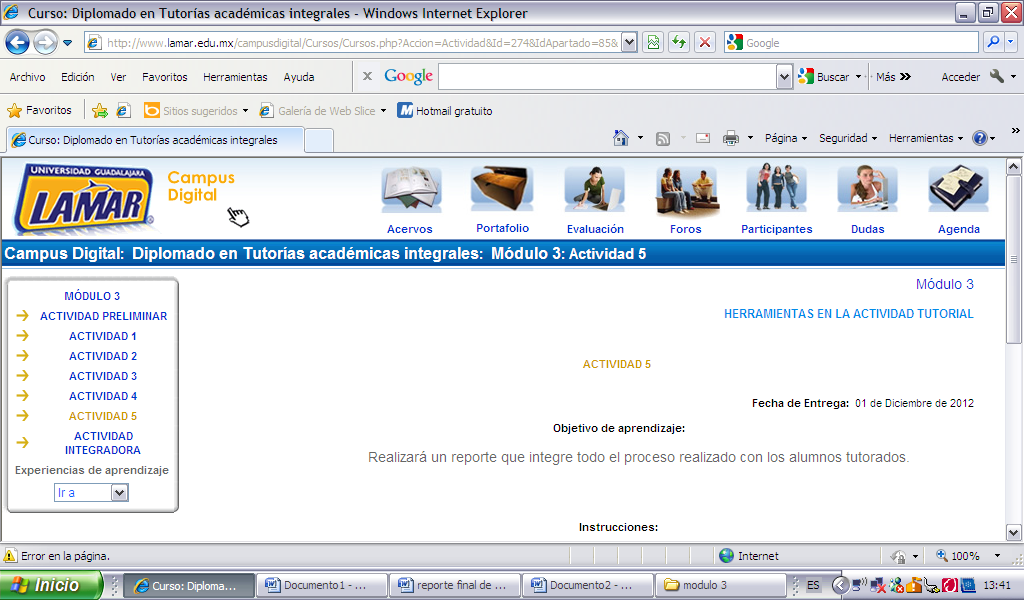 Curso: Diplomado en Tutorías académicas integrales - Windows Internet Explorer
http://www.lamar.edu.mx/campusdigital/Cursos/Cursos.php?Accion=Actividad&Id=274&IdApartado=85&
Google
Archivo Edición Ver Favoritos Herramientas Ayuda
x Google Buscar Más Acceder
Favoritos Sitios sugeridos Galería de Web Slice Hotmail gratuito
Curso: Diplomado en Tutorías académicas integrales
Página Seguridad Herramientas
UNIVERSIDAD GUADALAJARA
LAMAR
Campus
Digital
Acervos Portafolio Evaluación Foros Participantes Dudas Agenda
Campus Digital: Diplomado en Tutorías académicas integrales: Módulo 3: Actividad 5
MÓDULO 3
ACTIVIDAD PRELIMINAR
ACTIVIDAD 1
ACTIVIDAD 2
ACTIVIDAD 3
ACTIVIDAD 4
ACTIVIDAD 5
ACTIVIDAD
INTEGRADORA
Experiencias de aprendizaje
Ir a
Módulo 3
HERRAMIENTAS EN LA ACTIVIDAD TUTORIAL
ACTIVIDAD 5
Fecha de Entrega: 01 de Diciembre de 2012
Objetivo de aprendizaje:
Realizará un reporte que integre todo el proceso realizado con los alumnos tutorados.
Instrucciones:
Error en la página. Internet 100%
Inicio Curso: Diploma... Documento1 - ... reporte final de ... Documento2 - ... modulo 3 ES 13:41